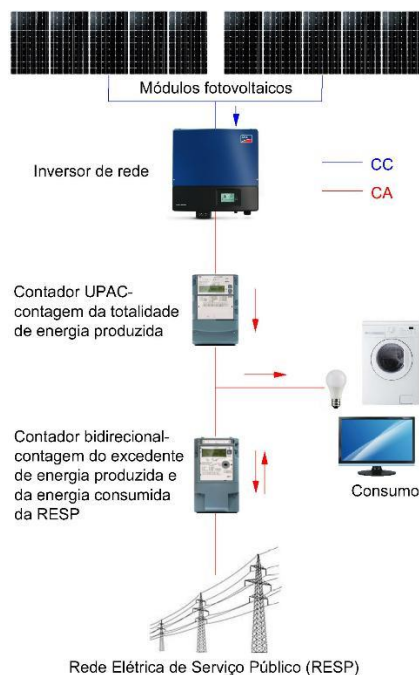 Módulos fotovoltaicos
Inversor de rede
CC
CA
Contador UPAC-
contagem da totalidade
de energia produzida
Contador bidirecional-
contagem do excedente
de energia produzida e
da energia consumida
da RESP
Consumo
Rede Elétrica de Serviço Público (RESP)